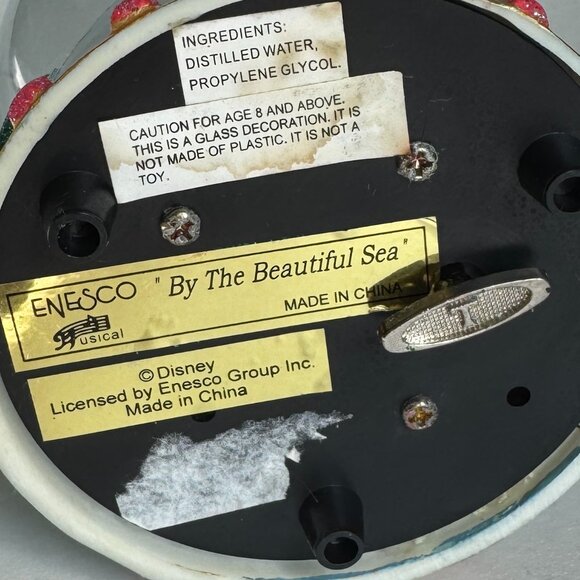 INGREDIENTS:
DISTILLED WATER,
PROPYLENE GLYCOL.
CAUTION FOR AGE 8 AND ABOVE.
THIS IS A GLASS DECORATION. IT IS
NOT MADE OF PLASTIC. IT IS NOT A
TOY.
ENESCO "By The Beautiful Sea"
Musical MADE IN CHINA
© Disney
Licensed by Enesco Group Inc.
Made in China